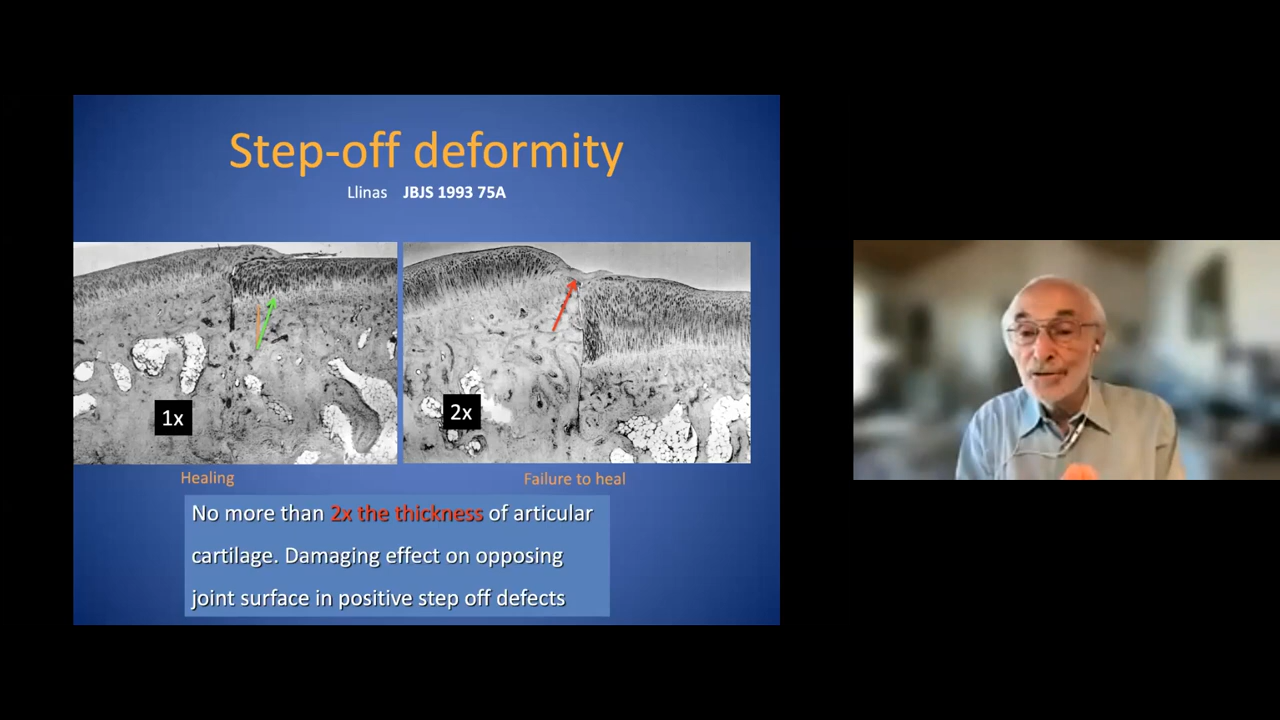 Step-off deformity
Llinas JBJS 1993 75A
1x
2x
Healing
Failure to heal
No more than 2x the thickness of articular
cartilage. Damaging effect on opposing
joint surface in positive step off defects